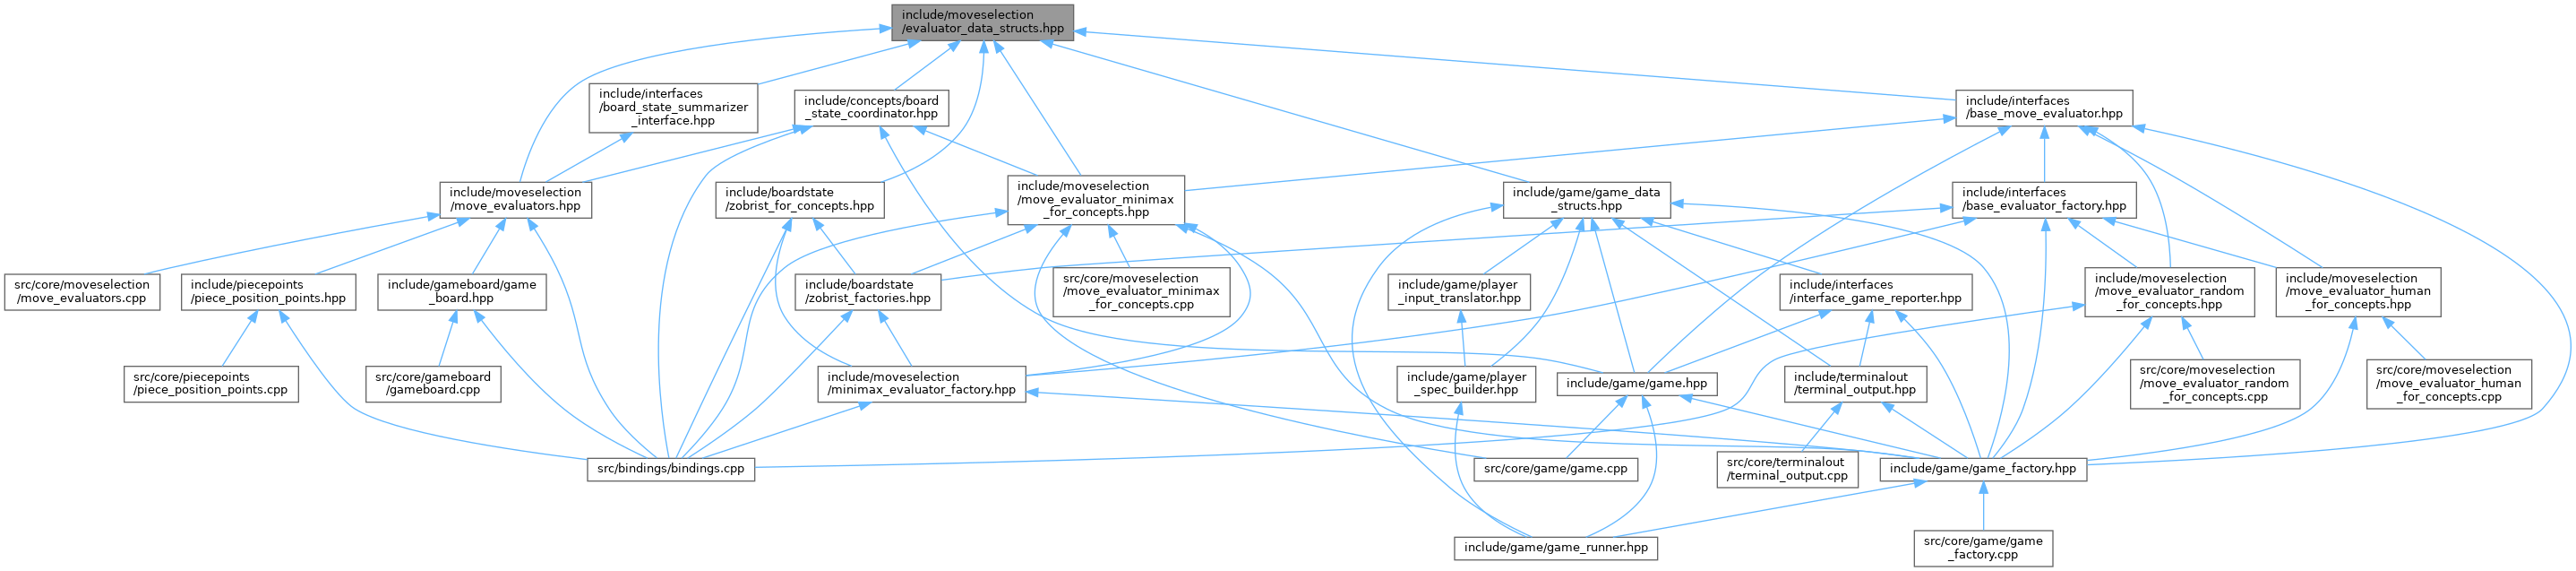 include/moveselection
/evaluator_data_structs.hpp
include/interfaces
/board_state_summarizer
_interface.hpp
include/concepts/board
_state_coordinator.hpp
include/interfaces
/base_move_evaluator.hpp
include/moveselection
/move_evaluators.hpp
include/boardstate
/zobrist_for_concepts.hpp
include/moveselection
/move_evaluator_minimax
_for_concepts.hpp
include/game/game_data
_structs.hpp
include/interfaces
/base_evaluator_factory.hpp
src/core/moveselection
/move_evaluators.cpp
include/piecepoints
/piece_position_points.hpp
include/gameboard/game
_board.hpp
include/boardstate
/zobrist_factories.hpp
src/core/moveselection
/move_evaluator_minimax
_for_concepts.cpp
include/game/player
_input_translator.hpp
include/interfaces
/interface_game_reporter.hpp
include/moveselection
/move_evaluator_random
_for_concepts.hpp
include/moveselection
/move_evaluator_human
_for_concepts.hpp
src/core/piecepoints
/piece_position_points.cpp
src/core/gameboard
/gameboard.cpp
include/moveselection
/minimax_evaluator_factory.hpp
include/game/player
_spec_builder.hpp
include/game/game.hpp
include/terminalout
/terminal_output.hpp
src/core/moveselection
/move_evaluator_random
_for_concepts.cpp
src/core/moveselection
/move_evaluator_human
_for_concepts.cpp
src/bindings/bindings.cpp
src/core/game/game.cpp
src/core/terminalout
/terminal_output.cpp
include/game/game_factory.hpp
include/game/game_runner.hpp
src/core/game/game
_factory.cpp